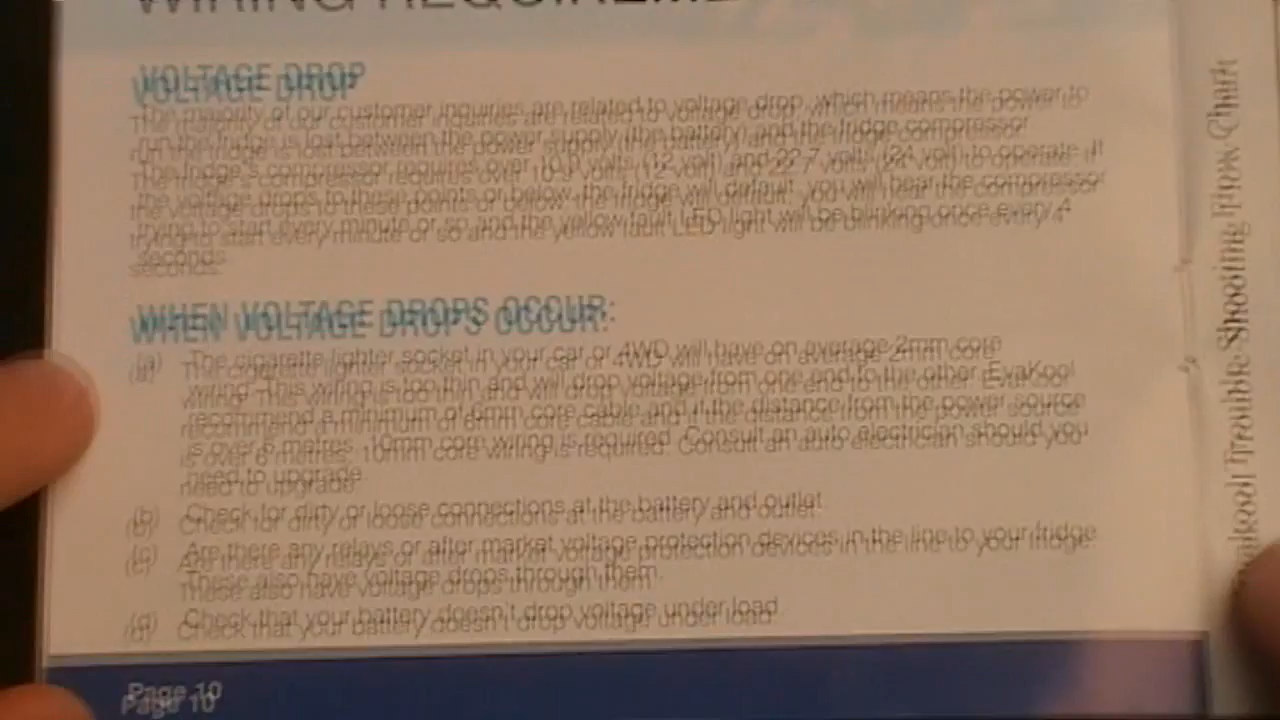 WIRING REQUIREME
VOLTAGE DROP
The majority of our customer inquiries are related to voltage drop, which means the power to
run the fridge is lost between the power supply (the battery) and the fridge compressor.
The fridge's compressor requires over 10.9 volts (12 volt) and 22.7 volts (24 volt) to operate. If
the voltage drops to these points or below, the fridge will default, you will hear the compressor
trying to start every minute or so and the yellow fault LED light will be blinking once every 4
seconds.
WHEN VOLTAGE DROPS OCCUR:
(a) The cigarette lighter socket in your car or 4WD will have on average 2mm core
wiring. This wiring is too thin and will drop voltage from one end to the other. EvaKool
recommend a minimum of 6mm core cable and if the distance from the power source
is over 6 metres, 10mm core wiring is required. Consult an auto electrician should you
need to upgrade.
(b) Check for dirty or loose connections at the battery and outlet.
(c) Are there any relays or after market voltage protection devices in the line to your fridge.
These also have voltage drops through them.
(d) Check that your battery doesn't drop voltage under load.
Page 10
Trouble Shooting Flow Chart